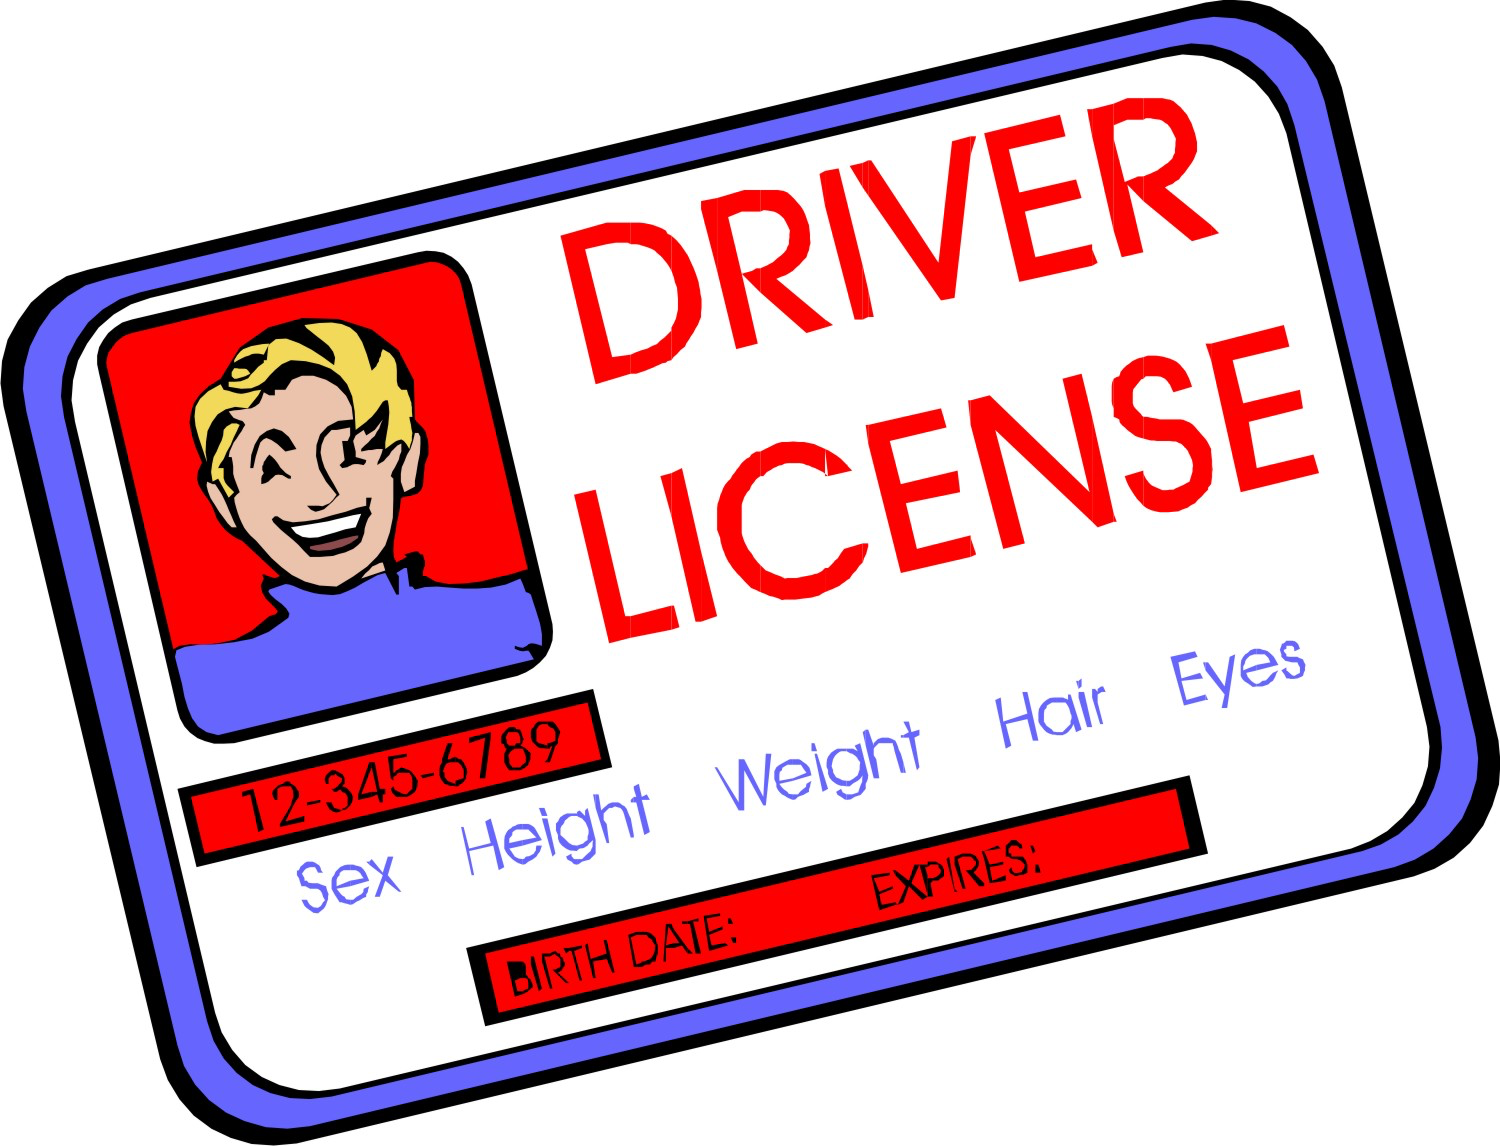 DRIVER
LICENSE
12-345-6789
Sex Height Weight Hair Eyes
BIRTH DATE: EXPIRES: